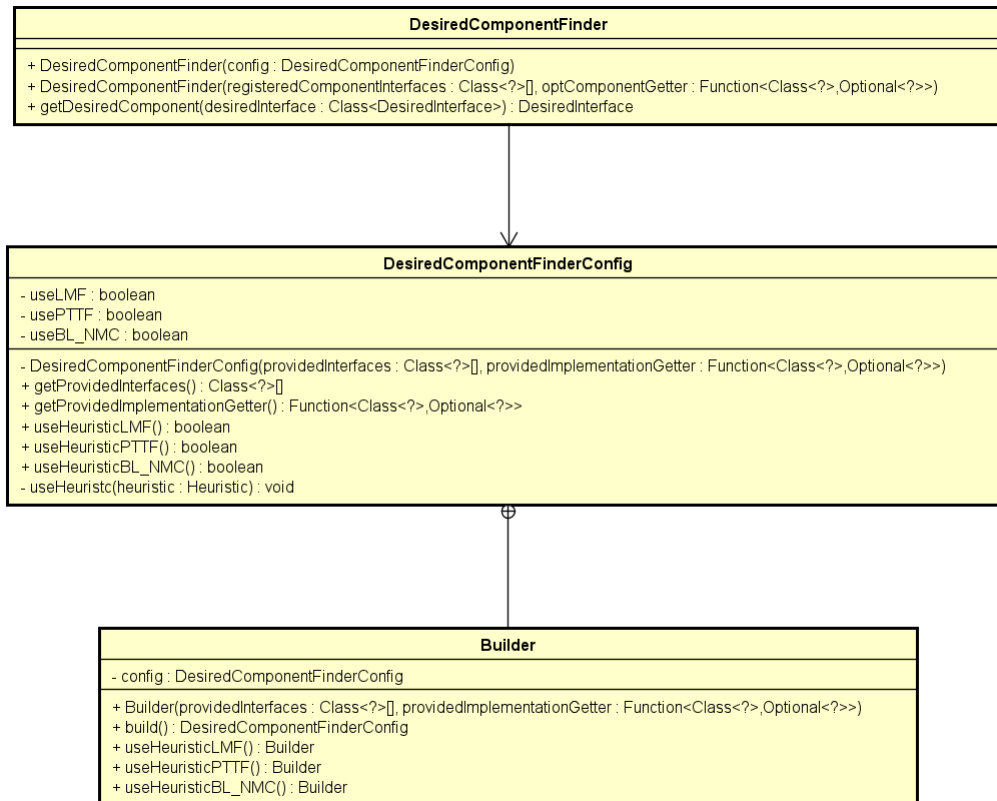 DesiredComponentFinder
+ DesiredComponentFinder(config : DesiredComponentFinderConfig)
+ DesiredComponentFinder(registeredComponentInterfaces : Class<?>[], optComponentGetter : Function<Class<?>,Optional<?>>)
+ getDesiredComponent(desiredInterface : Class<DesiredInterface>) : DesiredInterface
DesiredComponentFinderConfig
- useLMF : boolean
- usePTTF : boolean
- useBL_NMC : boolean
- DesiredComponentFinderConfig(providedInterfaces : Class<?>[], providedImplementationGetter : Function<Class<?>,Optional<?>>)
+ getProvidedInterfaces() : Class<?>[]
+ getProvidedImplementationGetter() : Function<Class<?>,Optional<?>>
+ useHeuristicLMF() : boolean
+ useHeuristicPTTF() : boolean
+ useHeuristicBL_NMC() : boolean
- useHeuristc(heuristic : Heuristic) : void
Builder
- config : DesiredComponentFinderConfig
+ Builder(providedInterfaces : Class<?>[], providedImplementationGetter : Function<Class<?>,Optional<?>>)
+ build() : DesiredComponentFinderConfig
+ useHeuristicLMF() : Builder
+ useHeuristicPTTF() : Builder
+ useHeuristicBL_NMC() : Builder